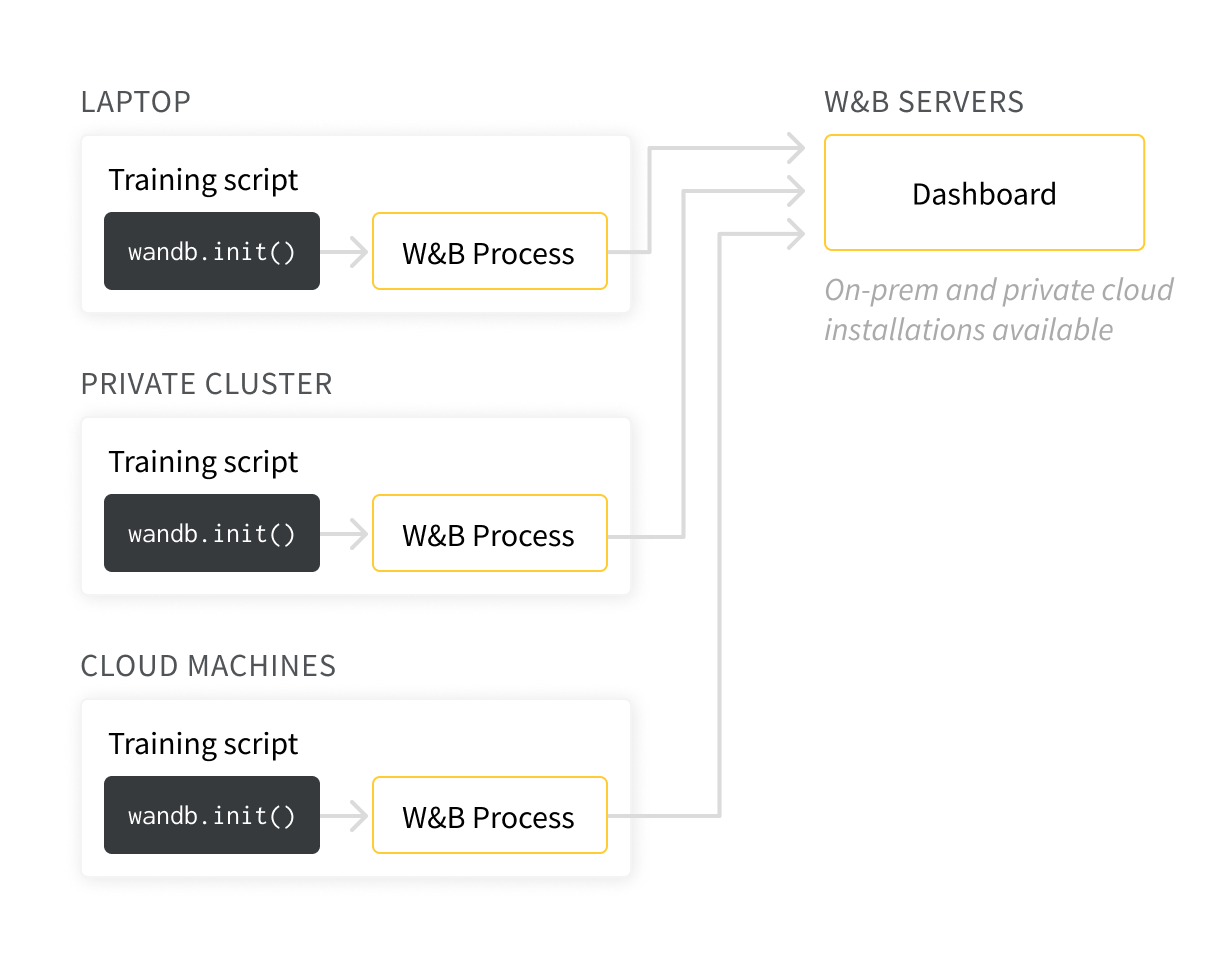 LAPTOP
Training script
wandb.init()
W&B Process
PRIVATE CLUSTER
Training script
wandb.init()
W&B Process
CLOUD MACHINES
Training script
wandb.init()
W&B Process
W&B SERVERS
Dashboard
On-prem and private cloud
installations available